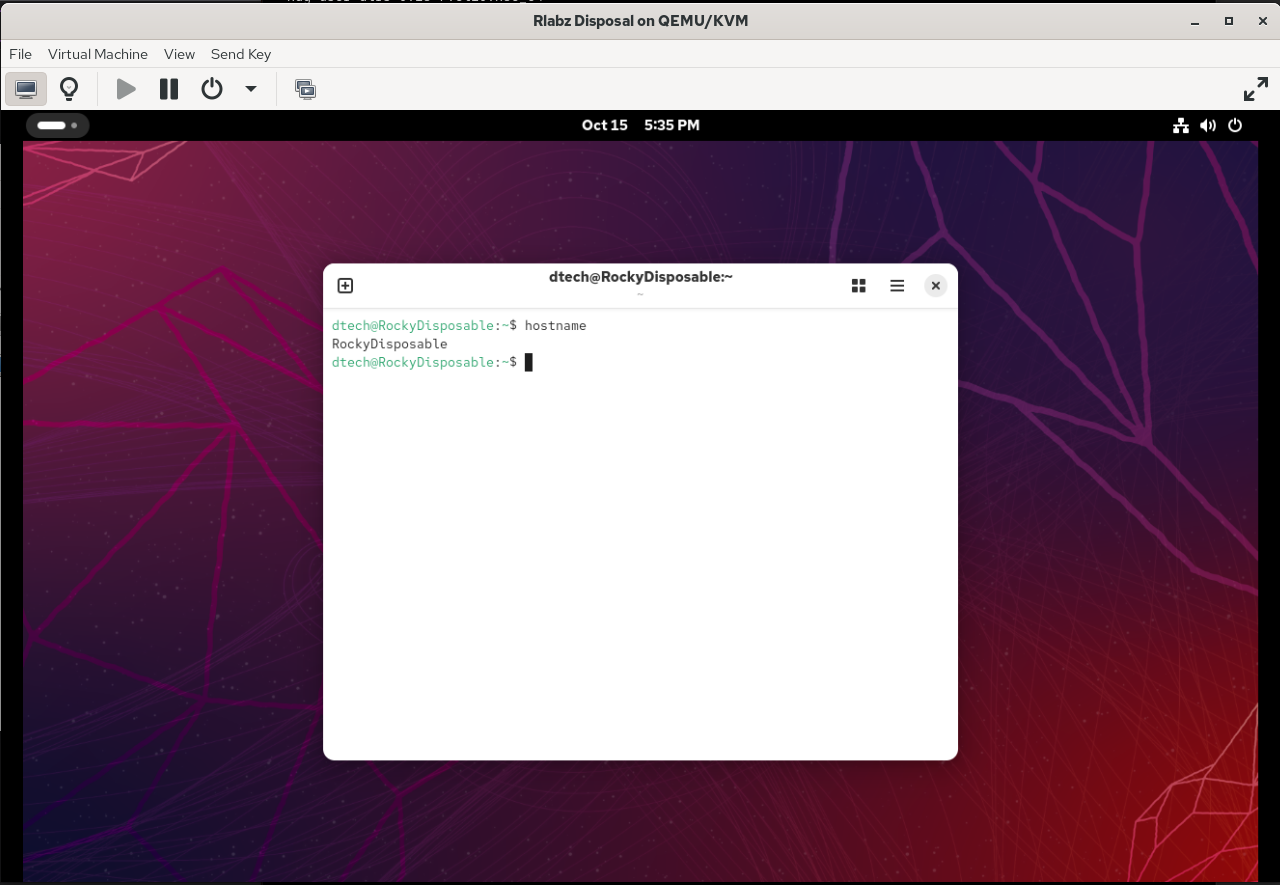 Rlabz Disposal on QEMU/KVM
File Virtual Machine View Send Key
Oct 15 5:35 PM
dtech@RockyDisposable:~
~
dtech@RockyDisposable:~$ hostname
RockyDisposable
dtech@RockyDisposable:~$